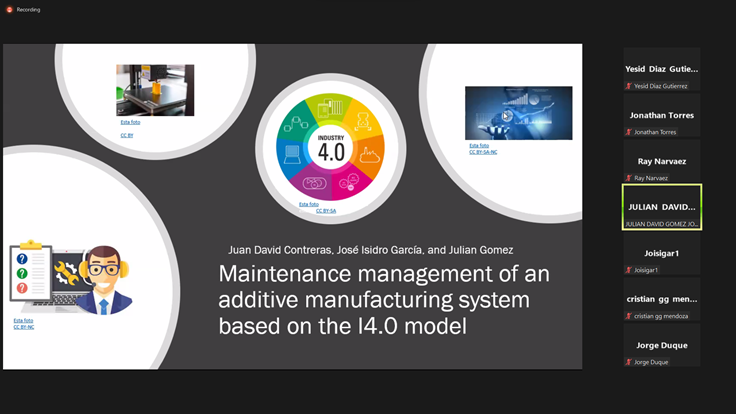 Recording
Esta foto
CC BY
INDUSTRY
4.0
Esta foto
CC BY-SA
Esta foto
CC BY-SA-NC
?
?
?
Esta foto
CC BY-NC
Juan David Contreras, José Isidro García, and Julian Gomez
Maintenance management of an
additive manufacturing system
based on the I4.0 model
Yesid Diaz Gutie...
Yesid Diaz Gutierrez
Jonathan Torres
Jonathan Torres
Ray Narvaez
Ray Narvaez
JULIAN DAVID...
JULIAN DAVID GOMEZ JO...
Joisigar1
Joisigar1
cristian gg men...
cristian gg mendoza
Jorge Duque
Jorge Duque